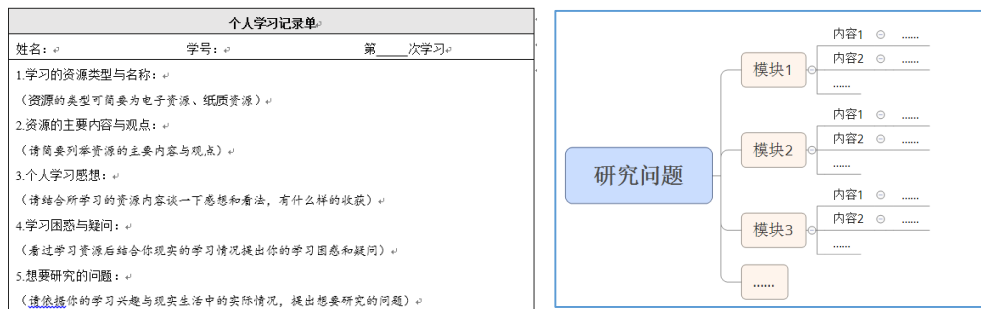 个人学习记录单
姓名： 学号： 第____次学习
1.学习的资源类型与名称：
（资源的类型可简要为电子资源、纸质资源）
2.资源的主要内容与观点：
（请简要列举资源的主要内容与观点）
3.个人学习感想：
（请结合所学习的资源内容谈一下感想和看法，有什么样的收获）
4.学习困惑与疑问：
（看过学习资源后结合你现实的学习情况提出你的学习困惑和疑问）
5.想要研究的问题：
（请依据你的学习兴趣与现实生活中的实际情况，提出想要研究的问题）
研究问题
模块1
内容1 ......
内容2 ......
......
模块2
内容1 ......
内容2 ......
......
模块3
内容1 ......
内容2 ......
......
......